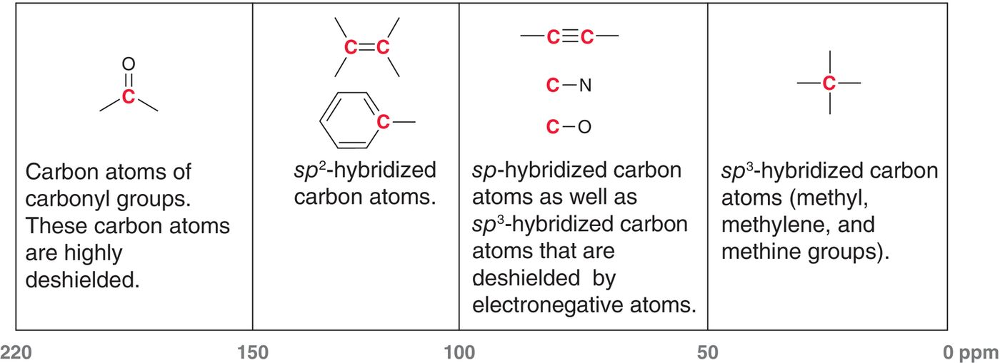 O
C
Carbon atoms of
carbonyl groups.
These carbon atoms
are highly
deshielded.
C=C
C
sp²-hybridized
carbon atoms.
C≡C
C–N
C–O
sp-hybridized carbon
atoms as well as
sp³-hybridized carbon
atoms that are
deshielded by
electronegative atoms.
C
sp³-hybridized carbon
atoms (methyl,
methylene, and
methine groups).
220 150 100 50 0 ppm